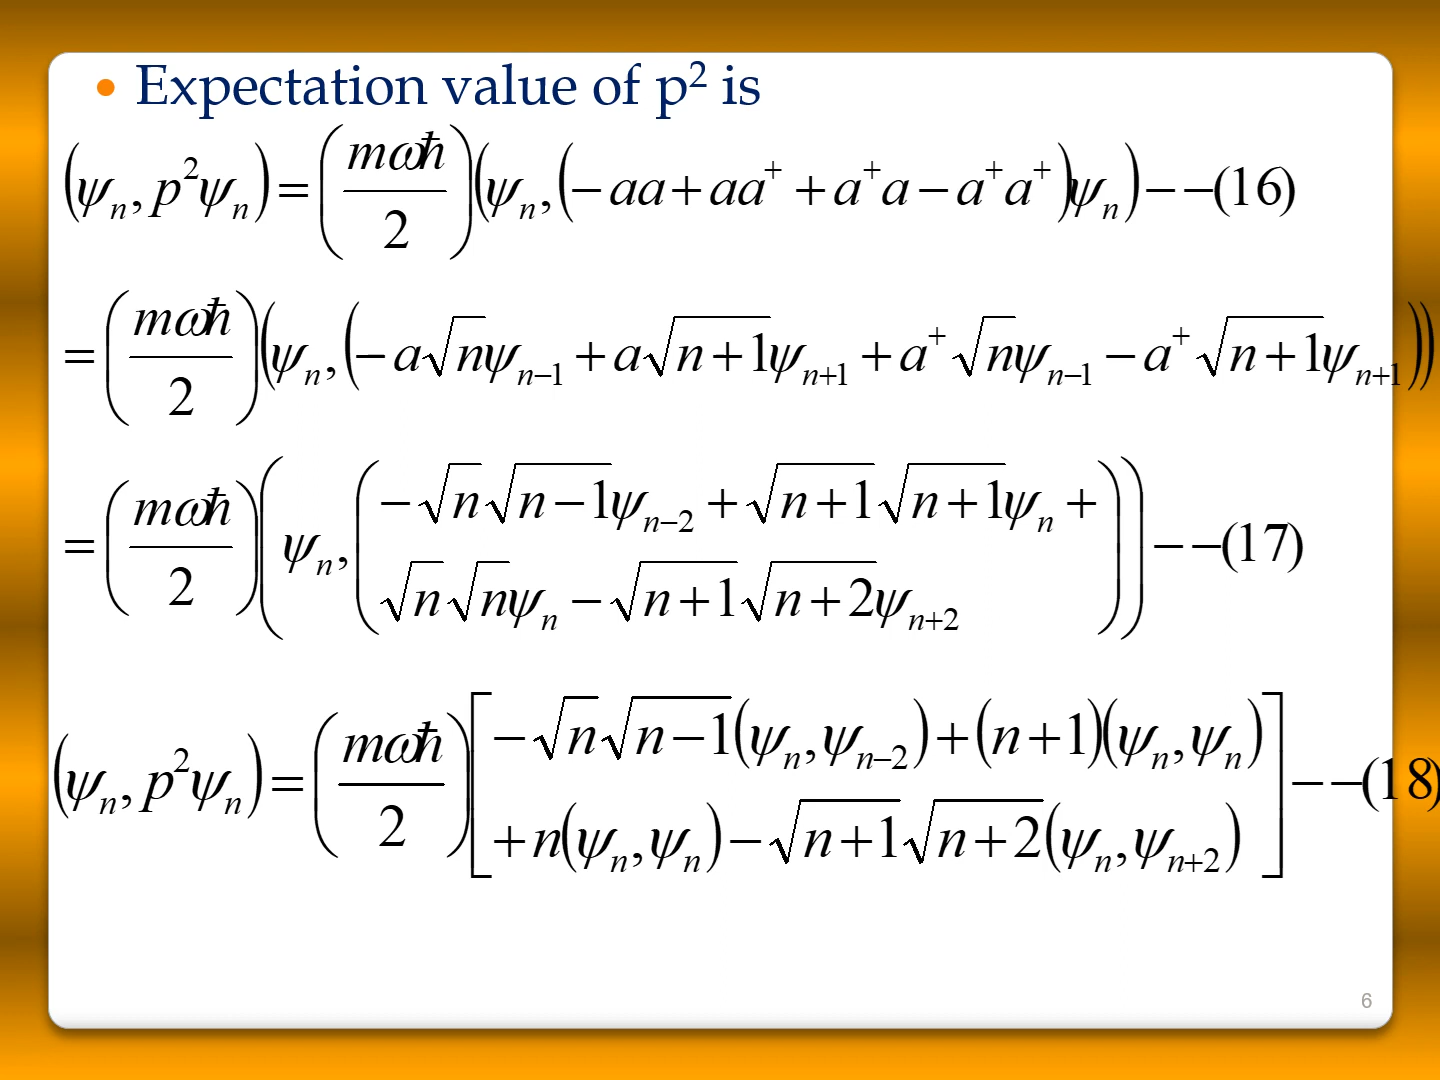 • Expectation value of p² is
(ψₙ, p²ψₙ) = (mωħ/2)(ψₙ, (−aa + aa⁺ + a⁺a − a⁺a⁺)ψₙ) − −(16)
= (mωħ/2)(ψₙ, (−a√n ψₙ₋₁ + a√(n+1) ψₙ₊₁ + a⁺√n ψₙ₋₁ − a⁺√(n+1) ψₙ₊₁))
= (mωħ/2)(ψₙ, (−√n √(n−1) ψₙ₋₂ + √(n+1) √(n+1) ψₙ +
√n √n ψₙ − √(n+1) √(n+2) ψₙ₊₂)) − −(17)
(ψₙ, p²ψₙ) = (mωħ/2)[−√n √(n−1) (ψₙ, ψₙ₋₂) + (n+1)(ψₙ, ψₙ)
+ n(ψₙ, ψₙ) − √(n+1) √(n+2) (ψₙ, ψₙ₊₂)] − −(18)
6